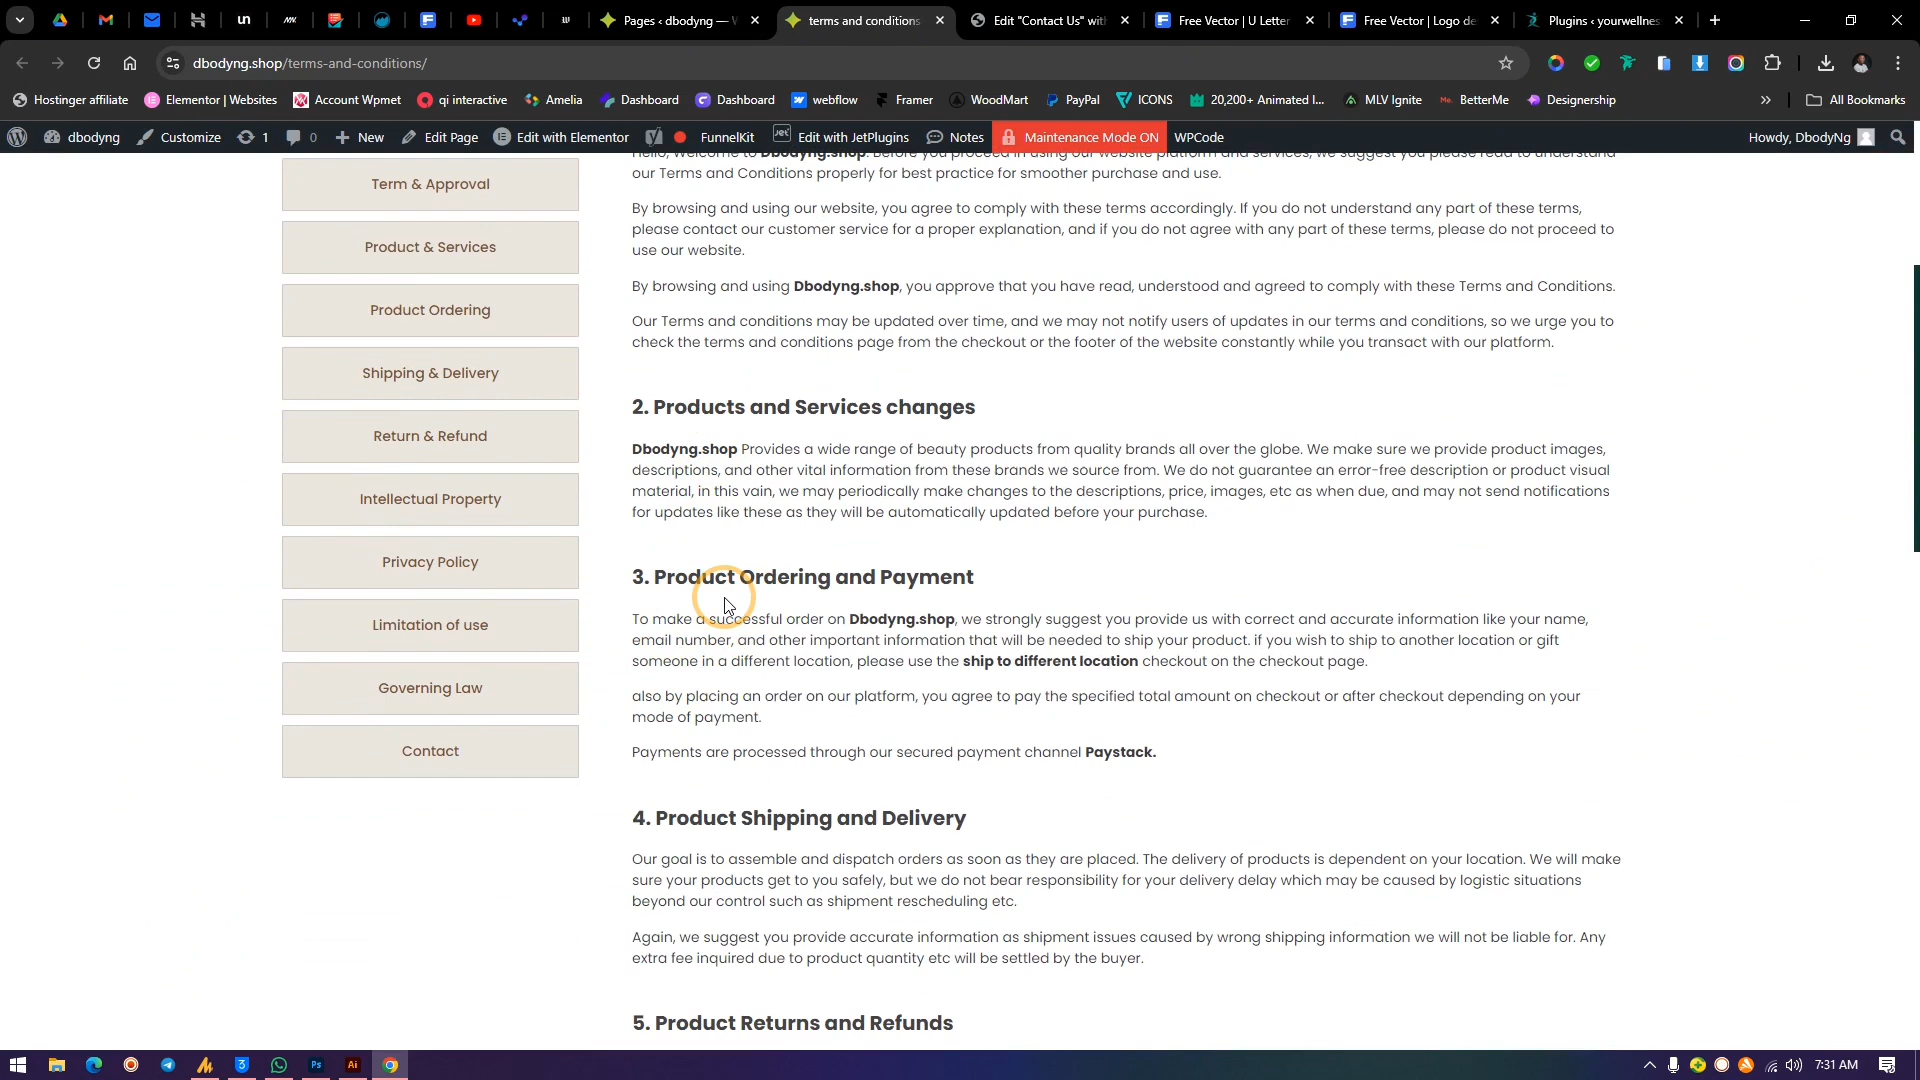 un
Pages ‹ dbodyng — W
terms and conditions
Edit "Contact Us" with
Free Vector | U Letter
Free Vector | Logo de
Plugins ‹ yourwellnes
dbodyng.shop/terms-and-conditions/
Hostinger affiliate
Elementor | Websites
Account Wpmet
qi interactive
Amelia
Dashboard
Dashboard
webflow
Framer
WoodMart
PayPal
ICONS
20,200+ Animated I...
MLV Ignite
BetterMe
Designership
»
All Bookmarks
dbodyng
Customize
1
0
New
Edit Page
Edit with Elementor
FunnelKit
Edit with JetPlugins
Notes
Maintenance Mode ON
WPCode
Howdy, DbodyNg
Term & Approval
Product & Services
Product Ordering
Shipping & Delivery
Return & Refund
Intellectual Property
Privacy Policy
Limitation of use
Governing Law
Contact
Hello, Welcome to Dbodyng.shop. Before you proceed in using our website platform and services, we suggest you please read to understand
our Terms and Conditions properly for best practice for smoother purchase and use.
By browsing and using our website, you agree to comply with these terms accordingly. If you do not understand any part of these terms,
please contact our customer service for a proper explanation, and if you do not agree with any part of these terms, please do not proceed to
use our website.
By browsing and using Dbodyng.shop, you approve that you have read, understood and agreed to comply with these Terms and Conditions.
Our Terms and conditions may be updated over time, and we may not notify users of updates in our terms and conditions, so we urge you to
check the terms and conditions page from the checkout or the footer of the website constantly while you transact with our platform.
2. Products and Services changes
Dbodyng.shop Provides a wide range of beauty products from quality brands all over the globe. We make sure we provide product images,
descriptions, and other vital information from these brands we source from. We do not guarantee an error-free description or product visual
material, in this vain, we may periodically make changes to the descriptions, price, images, etc as when due, and may not send notifications
for updates like these as they will be automatically updated before your purchase.
3. Product Ordering and Payment
To make a successful order on Dbodyng.shop, we strongly suggest you provide us with correct and accurate information like your name,
email number, and other important information that will be needed to ship your product. if you wish to ship to another location or gift
someone in a different location, please use the ship to different location checkout on the checkout page.
also by placing an order on our platform, you agree to pay the specified total amount on checkout or after checkout depending on your
mode of payment.
Payments are processed through our secured payment channel Paystack.
4. Product Shipping and Delivery
Our goal is to assemble and dispatch orders as soon as they are placed. The delivery of products is dependent on your location. We will make
sure your products get to you safely, but we do not bear responsibility for your delivery delay which may be caused by logistic situations
beyond our control such as shipment rescheduling etc.
Again, we suggest you provide accurate information as shipment issues caused by wrong shipping information we will not be liable for. Any
extra fee inquired due to product quantity etc will be settled by the buyer.
5. Product Returns and Refunds
Ps
Ai
7:31 AM